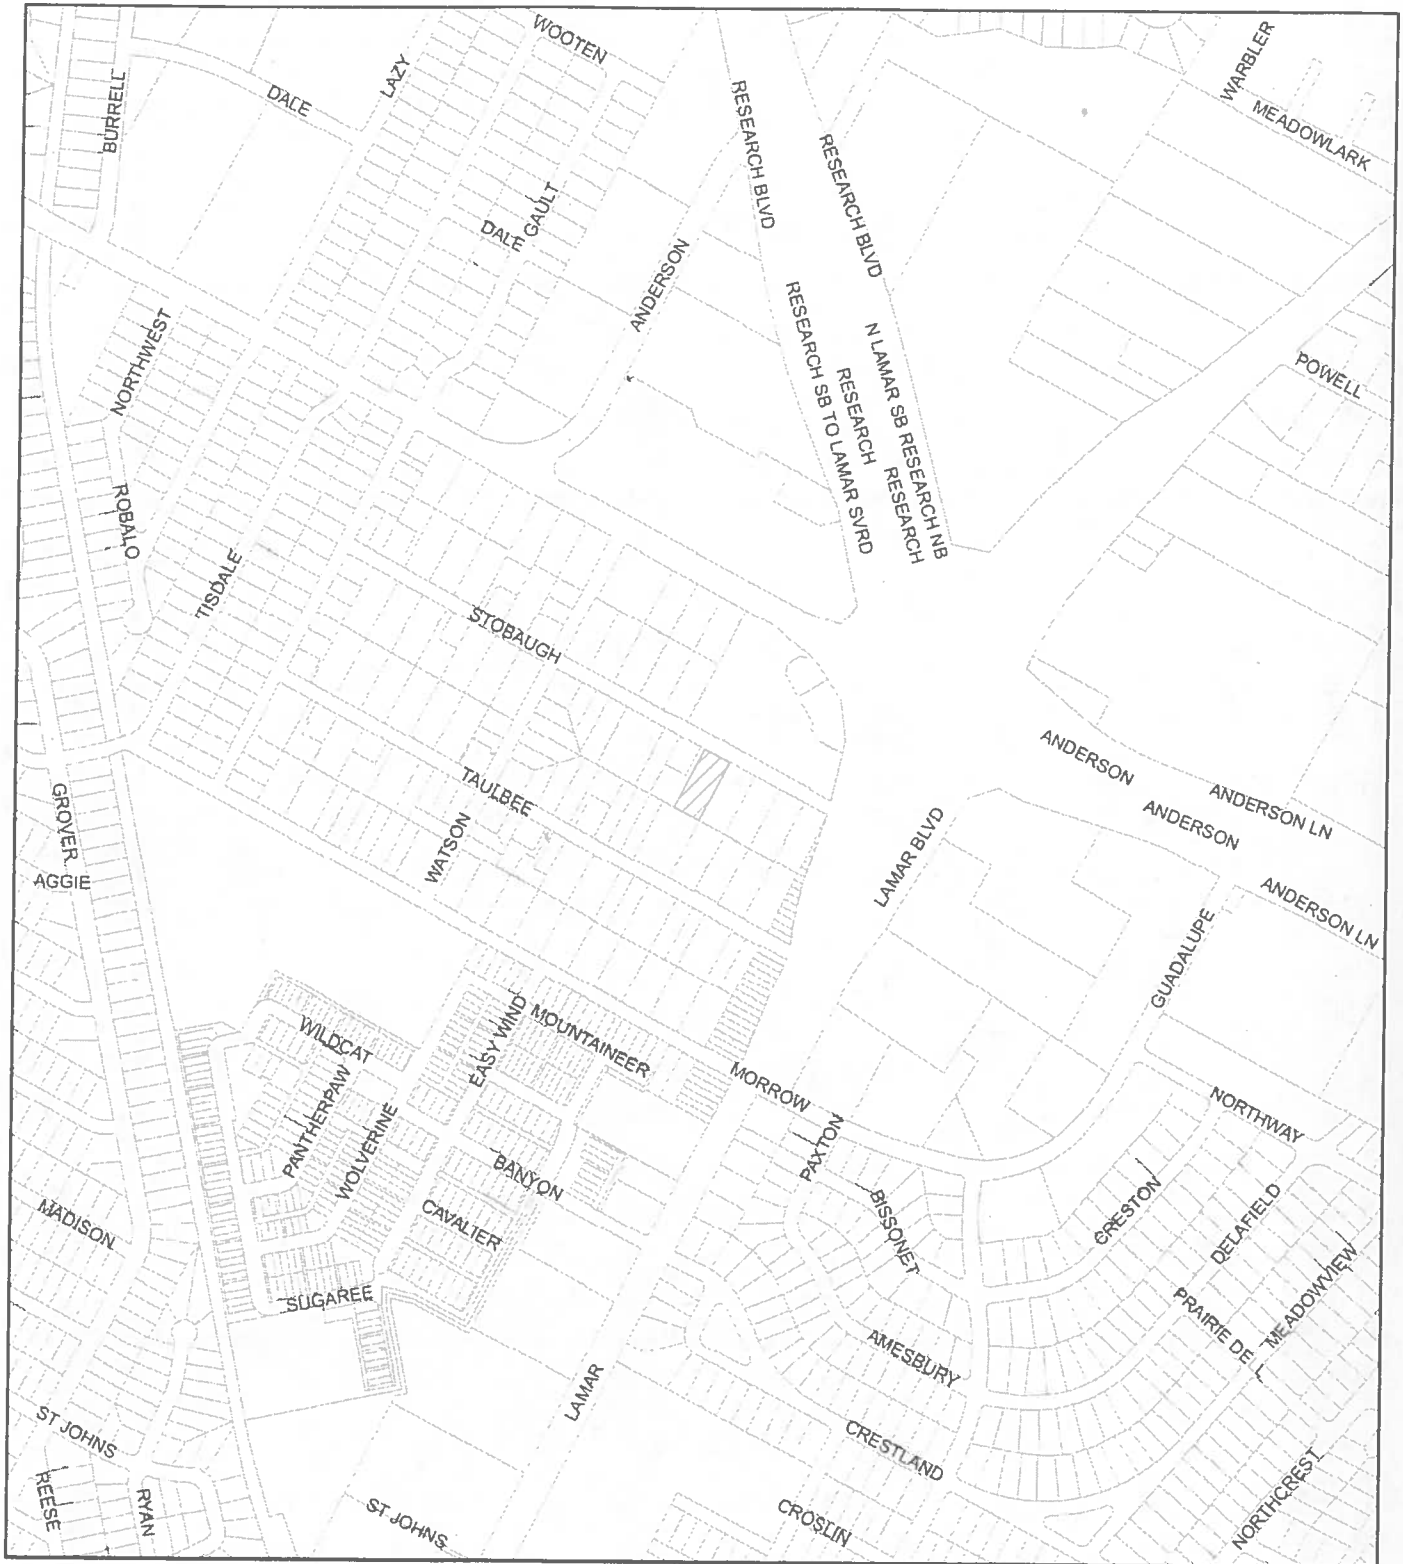 WOOTEN
WARBLER
LAZY
BURRELL
DALE
MEADOWLARK
RESEARCH BLVD
RESEARCH BLVD
GAULT
DALE
ANDERSON
RESEARCH SB TO LAMAR SVRD
N LAMAR SB RESEARCH NB
RESEARCH
RESEARCH
NORTHWEST
POWELL
ROBALO
TISDALE
STOBAUGH
ANDERSON
ANDERSON LN
ANDERSON
TAULBEE
GROVER
WATSON
LAMAR BLVD
AGGIE
ANDERSON LN
GUADALUPE
WILDCAT
EASY WIND
MOUNTAINEER
MORROW
PANTHERPAW
WOLVERINE
PAXTON
NORTHWAY
BANYON
BISSONET
CRESTON
DELAFIELD
MADISON
CAVALIER
MEADOWVIEW
SUGAREE
PRAIRIE DELL
AMESBURY
LAMAR
ST JOHNS
CRESTLAND
REESE
RYAN
ST JOHNS
CROSLIN
NORTHCREST